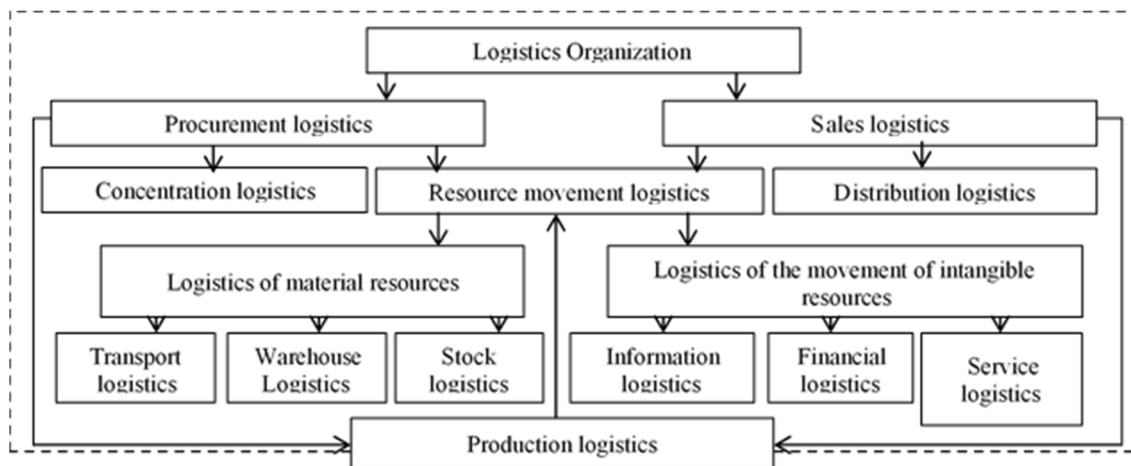 Logistics Organization
Procurement logistics
Sales logistics
Concentration logistics
Resource movement logistics
Distribution logistics
Logistics of material resources
Logistics of the movement of intangible
resources
Transport
logistics
Warehouse
Logistics
Stock
logistics
Information
logistics
Financial
logistics
Service
logistics
Production logistics